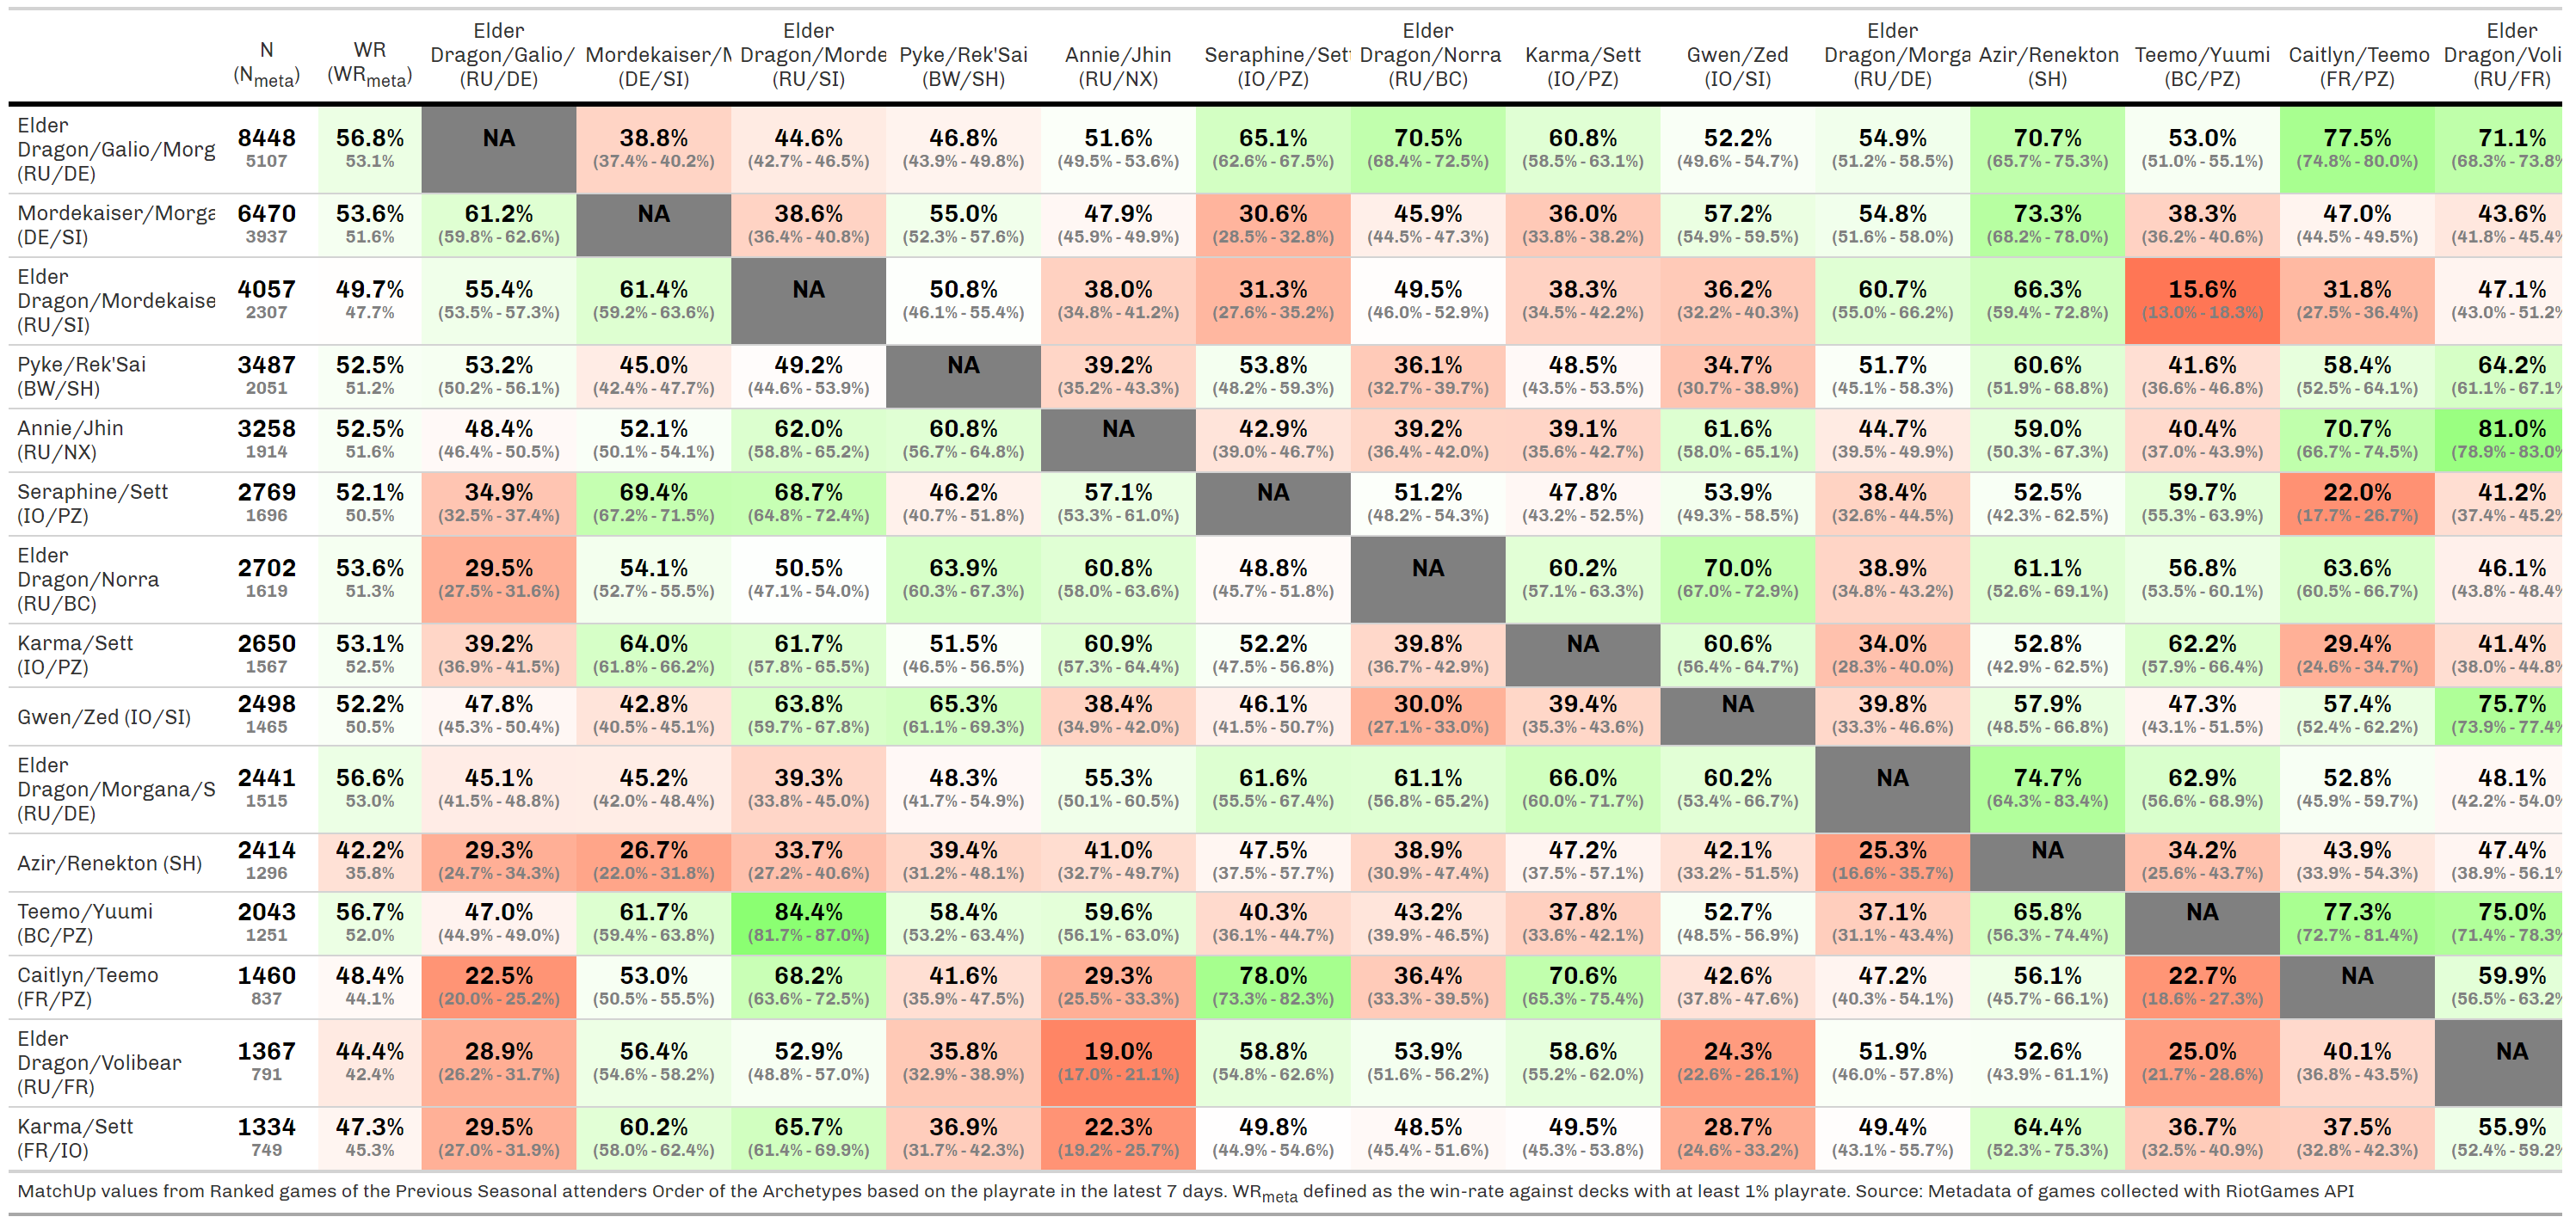 N (N_meta) WR (WR_meta) Elder Dragon/Galio/ (RU/DE) Mordekaiser/M (DE/SI) Elder Dragon/Morde (RU/SI) Pyke/Rek'Sai (BW/SH) Annie/Jhin (RU/NX) Seraphine/Sett (IO/PZ) Elder Dragon/Norra (RU/BC) Karma/Sett (IO/PZ) Gwen/Zed (IO/SI) Elder Dragon/Morga (RU/DE) Azir/Renekton (SH) Teemo/Yuumi (BC/PZ) Caitlyn/Teemo (FR/PZ) Elder Dragon/Voli (RU/FR)
Elder Dragon/Galio/Morg (RU/DE)
8448 56.8% NA 38.8% 44.6% 46.8% 51.6% 65.1% 70.5% 60.8% 52.2% 54.9% 70.7% 53.0% 77.5% 71.1%
5107 53.1% (37.4% - 40.2%) (42.7% - 46.5%) (43.9% - 49.8%) (49.5% - 53.6%) (62.6% - 67.5%) (68.4% - 72.5%) (58.5% - 63.1%) (49.6% - 54.7%) (51.2% - 58.5%) (65.7% - 75.3%) (51.0% - 55.1%) (74.8% - 80.0%) (68.3% - 73.8%
Mordekaiser/Morga (DE/SI)
6470 53.6% 61.2% NA 38.6% 55.0% 47.9% 30.6% 45.9% 36.0% 57.2% 54.8% 73.3% 38.3% 47.0% 43.6%
3937 51.6% (59.8% - 62.6%) (36.4% - 40.8%) (52.3% - 57.6%) (45.9% - 49.9%) (28.5% - 32.8%) (44.5% - 47.3%) (33.8% - 38.2%) (54.9% - 59.5%) (51.6% - 58.0%) (68.2% - 78.0%) (36.2% - 40.6%) (44.5% - 49.5%) (41.8% - 45.4%
Elder Dragon/Mordekaise (RU/SI)
4057 49.7% 55.4% 61.4% NA 50.8% 38.0% 31.3% 49.5% 38.3% 36.2% 60.7% 66.3% 15.6% 31.8% 47.1%
2307 47.7% (53.5% - 57.3%) (59.2% - 63.6%) (46.1% - 55.4%) (34.8% - 41.2%) (27.6% - 35.2%) (46.0% - 52.9%) (34.5% - 42.2%) (32.2% - 40.3%) (55.0% - 66.2%) (59.4% - 72.8%) (13.0% - 18.3%) (27.5% - 36.4%) (43.0% - 51.2%
Pyke/Rek'Sai (BW/SH)
3487 52.5% 53.2% 45.0% 49.2% NA 39.2% 53.8% 36.1% 48.5% 34.7% 51.7% 60.6% 41.6% 58.4% 64.2%
2051 51.2% (50.2% - 56.1%) (42.4% - 47.7%) (44.6% - 53.9%) (35.2% - 43.3%) (48.2% - 59.3%) (32.7% - 39.7%) (43.5% - 53.5%) (30.7% - 38.9%) (45.1% - 58.3%) (51.9% - 68.8%) (36.6% - 46.8%) (52.5% - 64.1%) (61.1% - 67.1%
Annie/Jhin (RU/NX)
3258 52.5% 48.4% 52.1% 62.0% 60.8% NA 42.9% 39.2% 39.1% 61.6% 44.7% 59.0% 40.4% 70.7% 81.0%
1914 51.6% (46.4% - 50.5%) (50.1% - 54.1%) (58.8% - 65.2%) (56.7% - 64.8%) (39.0% - 46.7%) (36.4% - 42.0%) (35.6% - 42.7%) (58.0% - 65.1%) (39.5% - 49.9%) (50.3% - 67.3%) (37.0% - 43.9%) (66.7% - 74.5%) (78.9% - 83.0%
Seraphine/Sett (IO/PZ)
2769 52.1% 34.9% 69.4% 68.7% 46.2% 57.1% NA 51.2% 47.8% 53.9% 38.4% 52.5% 59.7% 22.0% 41.2%
1696 50.5% (32.5% - 37.4%) (67.2% - 71.5%) (64.8% - 72.4%) (40.7% - 51.8%) (53.3% - 61.0%) (48.2% - 54.3%) (43.2% - 52.5%) (49.3% - 58.5%) (32.6% - 44.5%) (42.3% - 62.5%) (55.3% - 63.9%) (17.7% - 26.7%) (37.4% - 45.2%
Elder Dragon/Norra (RU/BC)
2702 53.6% 29.5% 54.1% 50.5% 63.9% 60.8% 48.8% NA 60.2% 70.0% 38.9% 61.1% 56.8% 63.6% 46.1%
1619 51.3% (27.5% - 31.6%) (52.7% - 55.5%) (47.1% - 54.0%) (60.3% - 67.3%) (58.0% - 63.6%) (45.7% - 51.8%) (57.1% - 63.3%) (67.0% - 72.9%) (34.8% - 43.2%) (52.6% - 69.1%) (53.5% - 60.1%) (60.5% - 66.7%) (43.8% - 48.4%
Karma/Sett (IO/PZ)
2650 53.1% 39.2% 64.0% 61.7% 51.5% 60.9% 52.2% 39.8% NA 60.6% 34.0% 52.8% 62.2% 29.4% 41.4%
1567 52.5% (36.9% - 41.5%) (61.8% - 66.2%) (57.8% - 65.5%) (46.5% - 56.5%) (57.3% - 64.4%) (47.5% - 56.8%) (36.7% - 42.9%) (56.4% - 64.7%) (28.3% - 40.0%) (42.9% - 62.5%) (57.9% - 66.4%) (24.6% - 34.7%) (38.0% - 44.8%
Gwen/Zed (IO/SI)
2498 52.2% 47.8% 42.8% 63.8% 65.3% 38.4% 46.1% 30.0% 39.4% NA 39.8% 57.9% 47.3% 57.4% 75.7%
1465 50.5% (45.3% - 50.4%) (40.5% - 45.1%) (59.7% - 67.8%) (61.1% - 69.3%) (34.9% - 42.0%) (41.5% - 50.7%) (27.1% - 33.0%) (35.3% - 43.6%) (33.3% - 46.6%) (48.5% - 66.8%) (43.1% - 51.5%) (52.4% - 62.2%) (73.9% - 77.4%
Elder Dragon/Morgana/S (RU/DE)
2441 56.6% 45.1% 45.2% 39.3% 48.3% 55.3% 61.6% 61.1% 66.0% 60.2% NA 74.7% 62.9% 52.8% 48.1%
1515 53.0% (41.5% - 48.8%) (42.0% - 48.4%) (33.8% - 45.0%) (41.7% - 54.9%) (50.1% - 60.5%) (55.5% - 67.4%) (56.8% - 65.2%) (60.0% - 71.7%) (53.4% - 66.7%) (64.3% - 83.4%) (56.6% - 68.9%) (45.9% - 59.7%) (42.2% - 54.0%
Azir/Renekton (SH)
2414 42.2% 29.3% 26.7% 33.7% 39.4% 41.0% 47.5% 38.9% 47.2% 42.1% 25.3% NA 34.2% 43.9% 47.4%
1296 35.8% (24.7% - 34.3%) (22.0% - 31.8%) (27.2% - 40.6%) (31.2% - 48.1%) (32.7% - 49.7%) (37.5% - 57.7%) (30.9% - 47.4%) (37.5% - 57.1%) (33.2% - 51.5%) (16.6% - 35.7%) (25.6% - 43.7%) (33.9% - 54.3%) (38.9% - 56.1%
Teemo/Yuumi (BC/PZ)
2043 56.7% 47.0% 61.7% 84.4% 58.4% 59.6% 40.3% 43.2% 37.8% 52.7% 37.1% 65.8% NA 77.3% 75.0%
1251 52.0% (44.9% - 49.0%) (59.4% - 63.8%) (81.7% - 87.0%) (53.2% - 63.4%) (56.1% - 63.0%) (36.1% - 44.7%) (39.9% - 46.5%) (33.6% - 42.1%) (48.5% - 56.9%) (31.1% - 43.4%) (56.3% - 74.4%) (72.7% - 81.4%) (71.4% - 78.3%
Caitlyn/Teemo (FR/PZ)
1460 48.4% 22.5% 53.0% 68.2% 41.6% 29.3% 78.0% 36.4% 70.6% 42.6% 47.2% 56.1% 22.7% NA 59.9%
837 44.1% (20.0% - 25.2%) (50.5% - 55.5%) (63.6% - 72.5%) (35.9% - 47.5%) (25.5% - 33.3%) (73.3% - 82.3%) (33.3% - 39.5%) (65.3% - 75.4%) (37.8% - 47.6%) (40.3% - 54.1%) (45.7% - 66.1%) (18.6% - 27.3%) (56.5% - 63.2%
Elder Dragon/Volibear (RU/FR)
1367 44.4% 28.9% 56.4% 52.9% 35.8% 19.0% 58.8% 53.9% 58.6% 24.3% 51.9% 52.6% 25.0% 40.1% NA
791 42.4% (26.2% - 31.7%) (54.6% - 58.2%) (48.8% - 57.0%) (32.9% - 38.9%) (17.0% - 21.1%) (54.8% - 62.6%) (51.6% - 56.2%) (55.2% - 62.0%) (22.6% - 26.1%) (46.0% - 57.8%) (43.9% - 61.1%) (21.7% - 28.6%) (36.8% - 43.5%)
Karma/Sett (FR/IO)
1334 47.3% 29.5% 60.2% 65.7% 36.9% 22.3% 49.8% 48.5% 49.5% 28.7% 49.4% 64.4% 36.7% 37.5% 55.9%
749 45.3% (27.0% - 31.9%) (58.0% - 62.4%) (61.4% - 69.9%) (31.7% - 42.3%) (19.2% - 25.7%) (44.9% - 54.6%) (45.4% - 51.6%) (45.3% - 53.8%) (24.6% - 33.2%) (43.1% - 55.7%) (52.3% - 75.3%) (32.5% - 40.9%) (32.8% - 42.3%) (52.4% - 59.2%
MatchUp values from Ranked games of the Previous Seasonal attenders Order of the Archetypes based on the playrate in the latest 7 days. WR_meta defined as the win-rate against decks with at least 1% playrate. Source: Metadata of games collected with RiotGames API